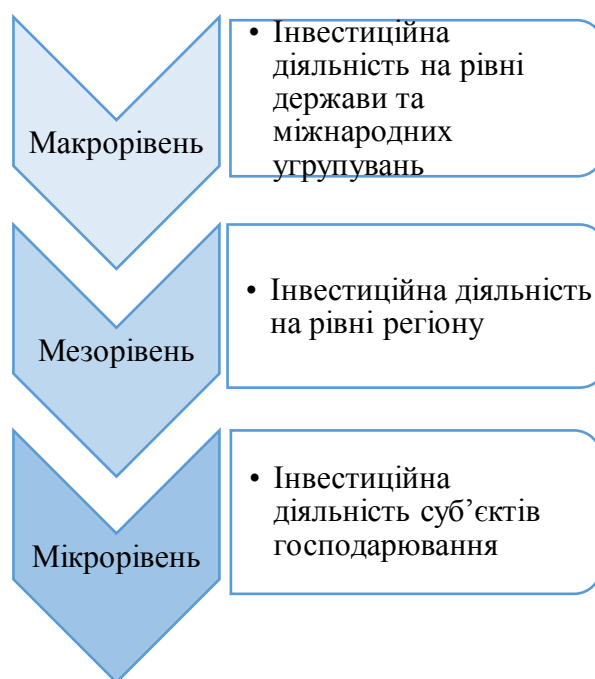 Макрорівень
• Інвестиційна
діяльність на рівні
держави та
міжнародних
угрупувань
Мезорівень
• Інвестиційна діяльність
на рівні регіону
Мікрорівень
• Інвестиційна
діяльність суб’єктів
господарювання